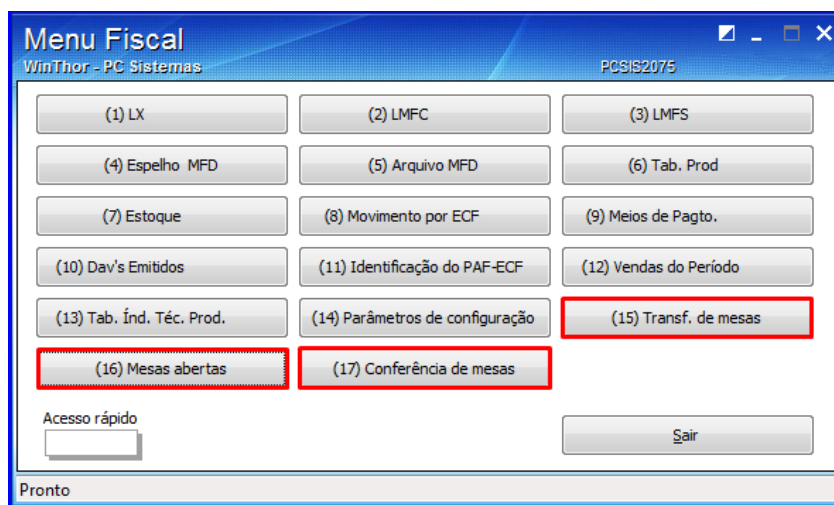 Menu Fiscal
WinThor - PC Sistemas PCSIS2075
(1) LX (2) LMFC (3) LMFS
(4) Espelho MFD (5) Arquivo MFD (6) Tab. Prod
(7) Estoque (8) Movimento por ECF (9) Meios de Pagto.
(10) Dav's Emitidos (11) Identificação do PAF-ECF (12) Vendas do Período
(13) Tab. Índ. Téc. Prod. (14) Parâmetros de configuração (15) Transf. de mesas
(16) Mesas abertas (17) Conferência de mesas
Acesso rápido
Sair
Pronto